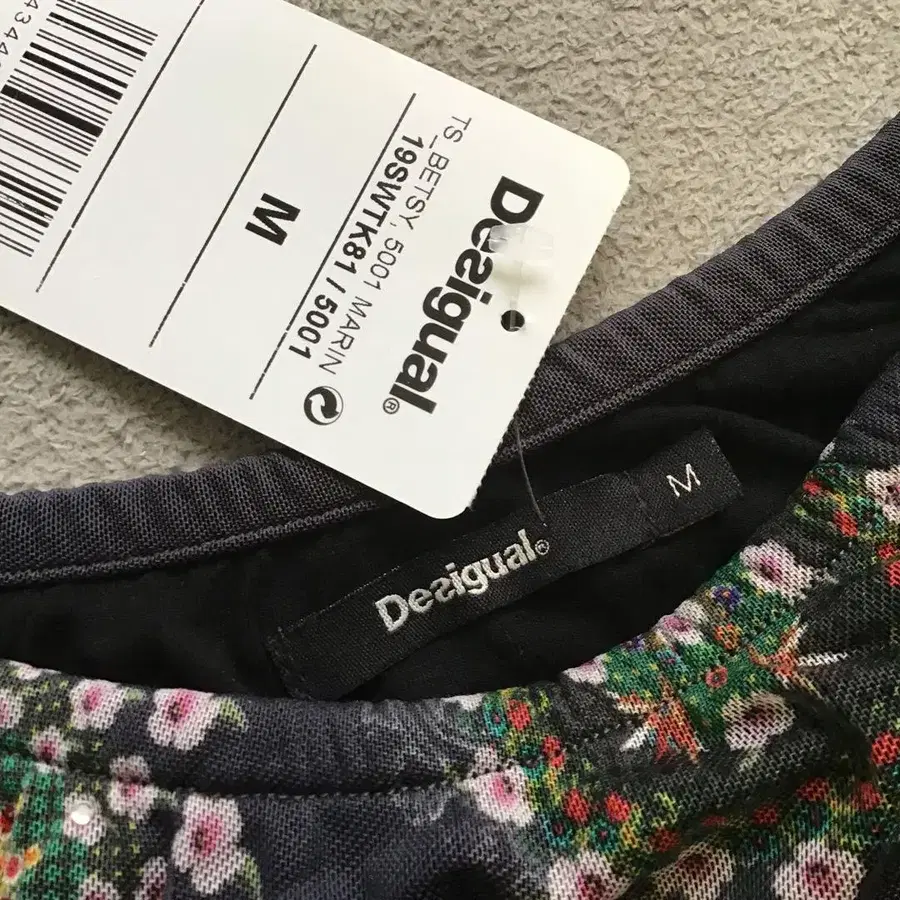 Desigual®
TS_BETSY, 5001 MARIN
19SWTK81 / 5001
M
Desigual®
M